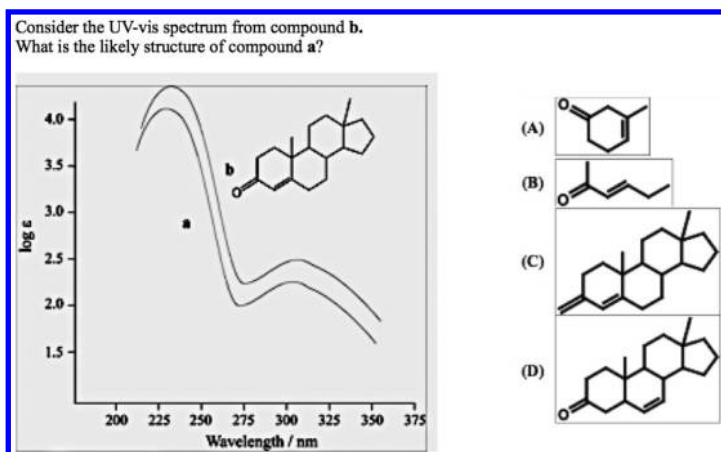 Consider the UV-vis spectrum from compound b.
What is the likely structure of compound a?
4.0
3.5
3.0
2.5
2.0
1.5
log ε
b
a
O
200 225 250 275 300 325 350 375
Wavelength / nm
(A)
O
(B)
O
(C)
(D)
O